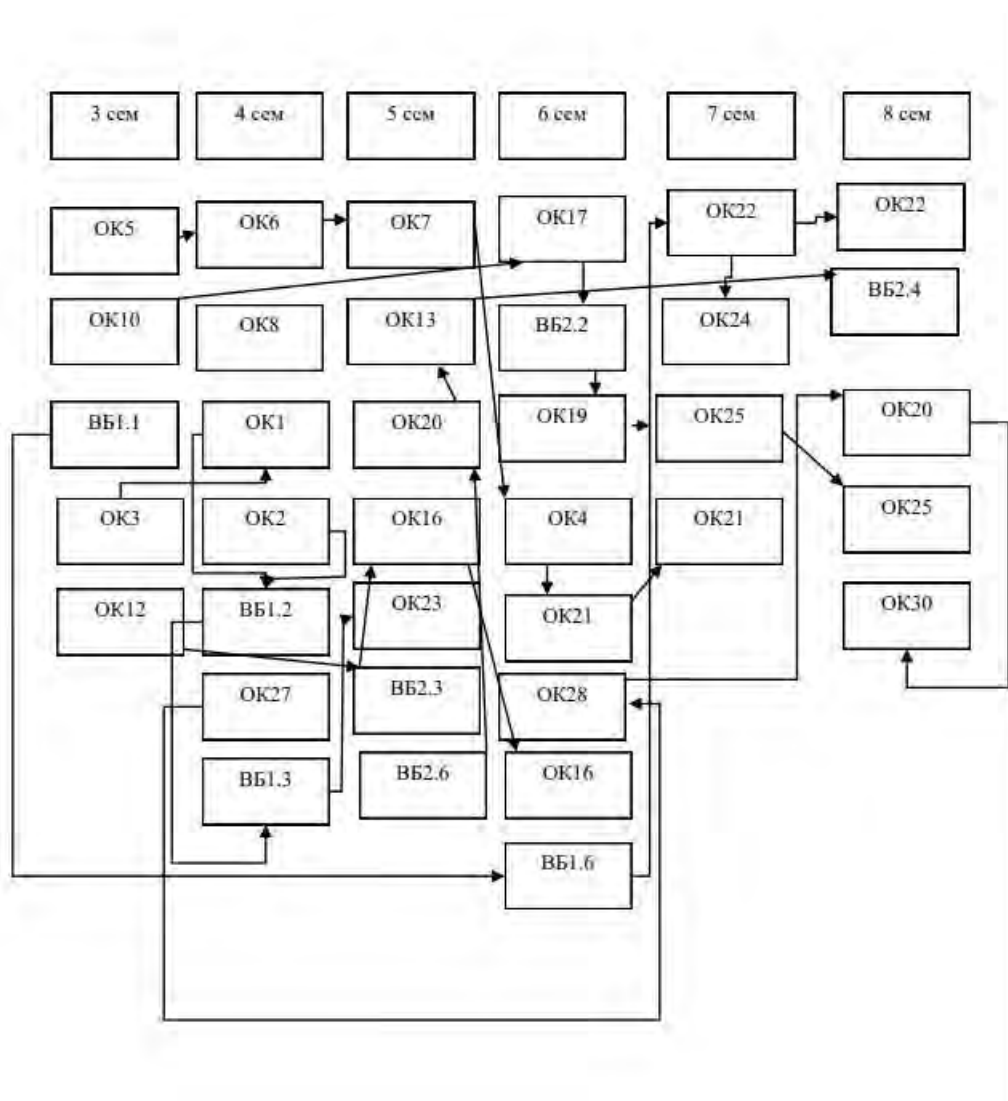 3 сем
4 сем
5 сем
6 сем
7 сем
8 сем
ОК5
ОК6
ОК7
ОК17
ОК22
ОК22
ОК10
ОК8
ОК13
ВБ2.2
ОК24
ВБ2.4
ВБ1.1
ОК1
ОК20
ОК19
ОК25
ОК20
ОК3
ОК2
ОК16
ОК4
ОК21
ОК25
ОК12
ВБ1.2
ОК23
ОК21
ОК30
ОК27
ВБ2.3
ОК28
ВБ1.3
ВБ2.6
ОК16
ВБ1.6